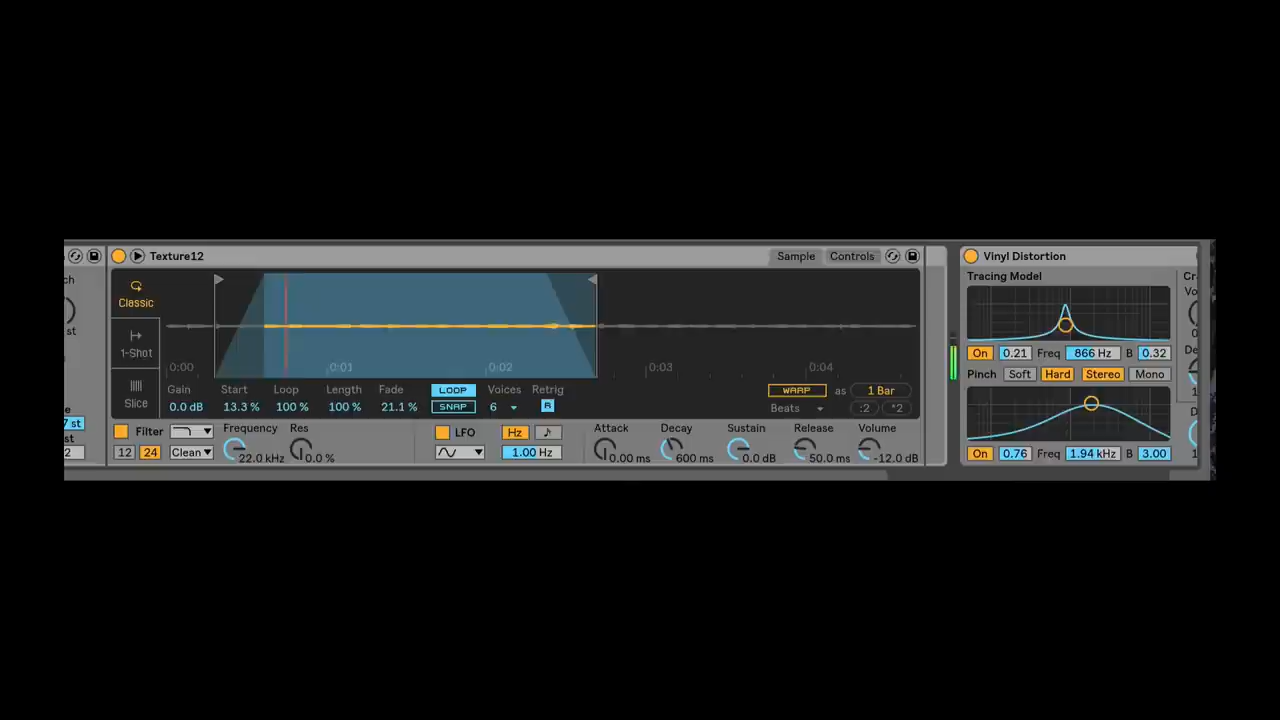 Texture12 Sample Controls
Vinyl Distortion
Tracing Model
Classic
1-Shot
Slice
0:00 0:01 0:02 0:03 0:04
Gain Start Loop Length Fade LOOP Voices Retrig WARP as 1 Bar
0.0 dB 13.3 % 100 % 100 % 21.1 % SNAP 6 R Beats :2 *2
Filter Frequency Res LFO Hz Attack Decay Sustain Release Volume
12 24 Clean 22.0 kHz 0.0 % 1.00 Hz 0.00 ms 600 ms 0.0 dB 50.0 ms -12.0 dB
On 0.21 Freq 866 Hz B 0.32
Pinch Soft Hard Stereo Mono
On 0.76 Freq 1.94 kHz B 3.00
st
7 st
st
2